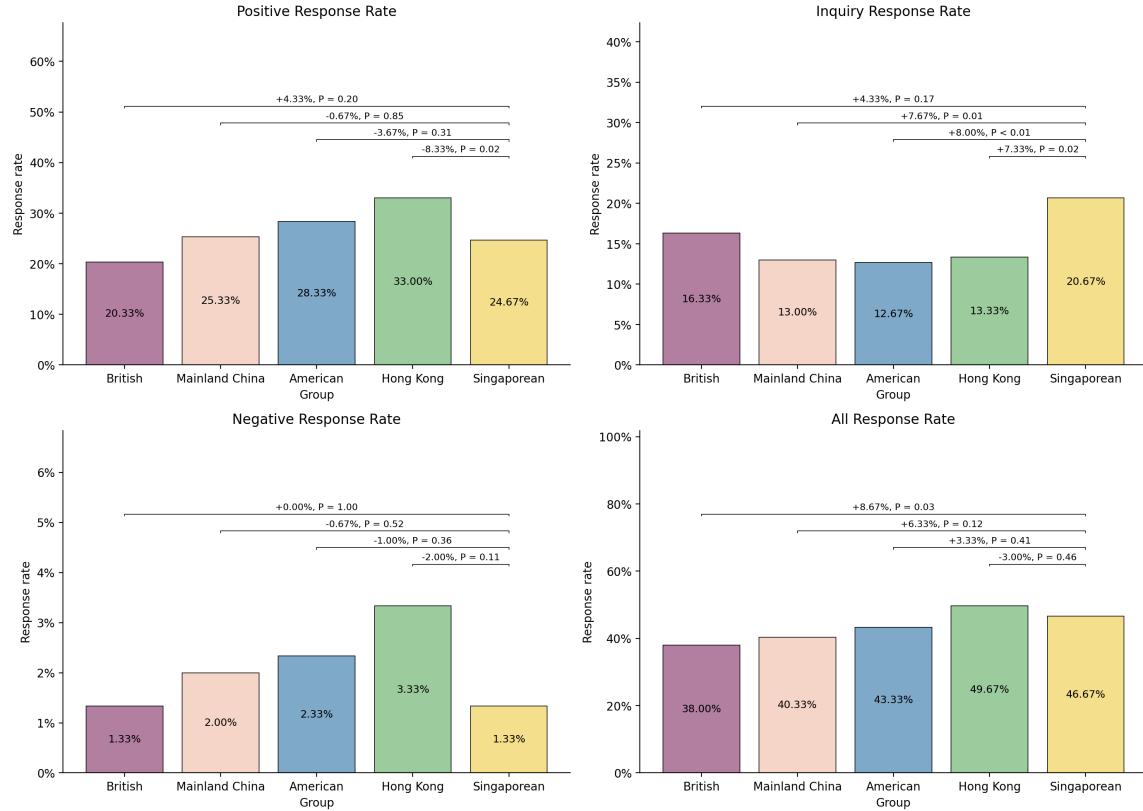 Positive Response Rate
60%
50%
40%
30%
20%
10%
0%
Response rate
+4.33%, P = 0.20
-0.67%, P = 0.85
-3.67%, P = 0.31
-8.33%, P = 0.02
20.33%
25.33%
28.33%
33.00%
24.67%
British
Mainland China
American
Hong Kong
Singaporean
Group
Inquiry Response Rate
40%
35%
30%
25%
20%
15%
10%
5%
0%
Response rate
+4.33%, P = 0.17
+7.67%, P = 0.01
+8.00%, P < 0.01
+7.33%, P = 0.02
16.33%
13.00%
12.67%
13.33%
20.67%
British
Mainland China
American
Hong Kong
Singaporean
Group
Negative Response Rate
6%
5%
4%
3%
2%
1%
0%
Response rate
+0.00%, P = 1.00
-0.67%, P = 0.52
-1.00%, P = 0.36
-2.00%, P = 0.11
1.33%
2.00%
2.33%
3.33%
1.33%
British
Mainland China
American
Hong Kong
Singaporean
Group
All Response Rate
100%
80%
60%
40%
20%
0%
Response rate
+8.67%, P = 0.03
+6.33%, P = 0.12
+3.33%, P = 0.41
-3.00%, P = 0.46
38.00%
40.33%
43.33%
49.67%
46.67%
British
Mainland China
American
Hong Kong
Singaporean
Group